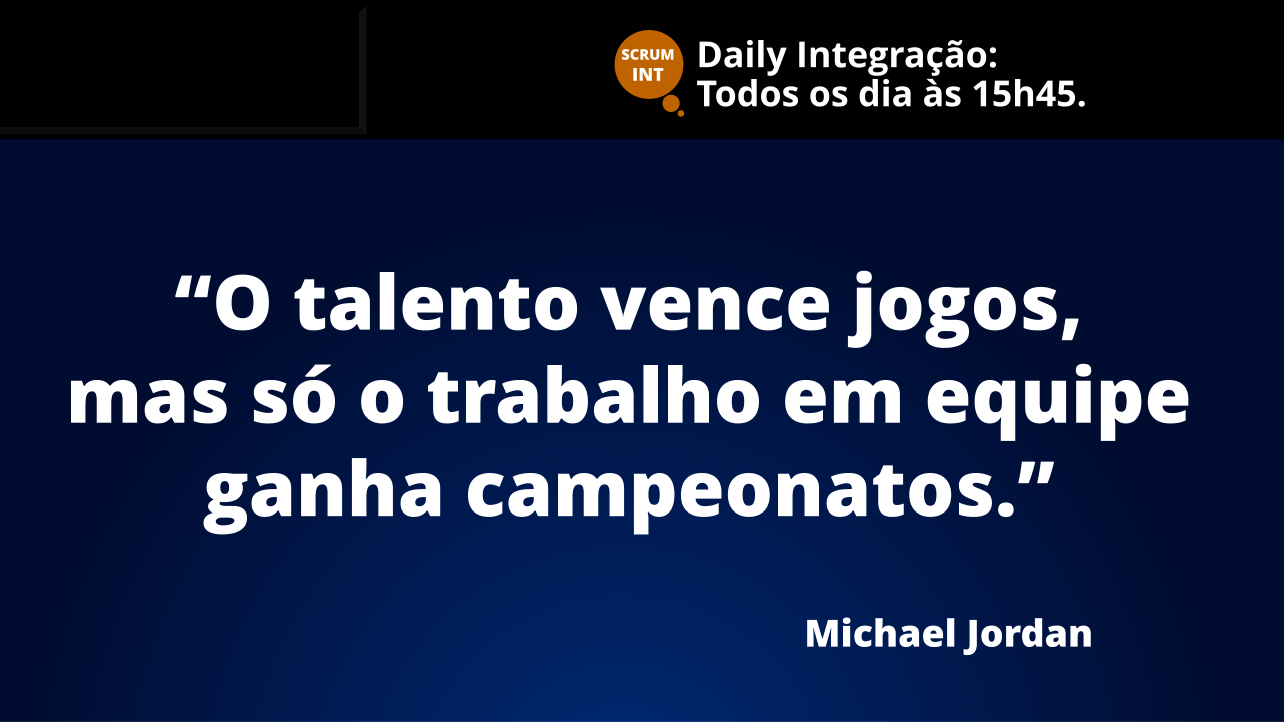 SCRUM
INT
Daily Integração:
Todos os dia às 15h45.
“O talento vence jogos,
mas só o trabalho em equipe
ganha campeonatos.”
Michael Jordan